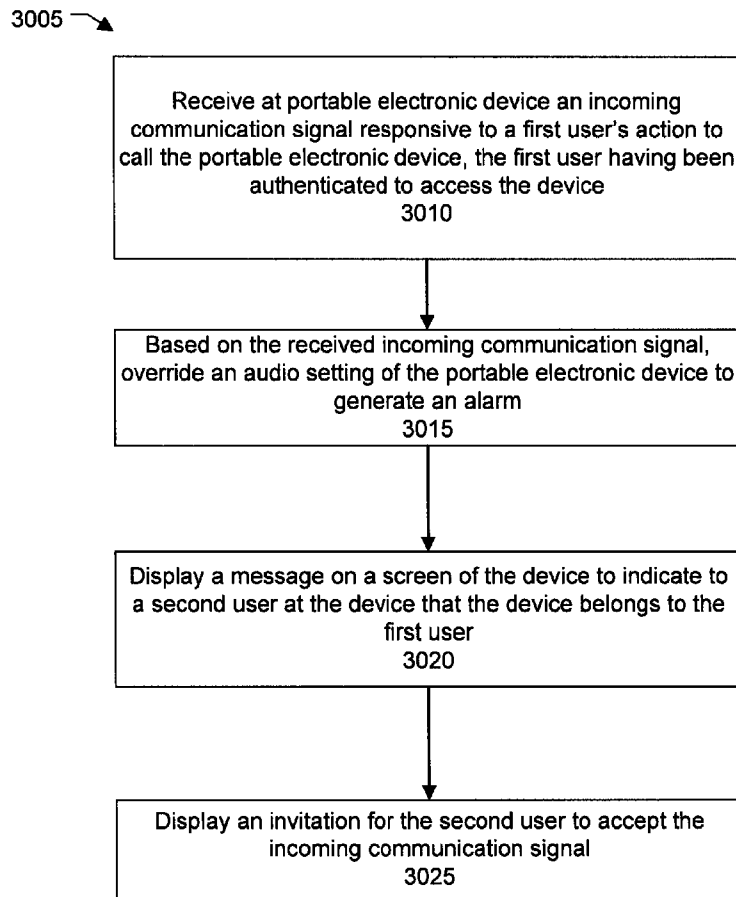 3005
Receive at portable electronic device an incoming
communication signal responsive to a first user's action to
call the portable electronic device, the first user having been
authenticated to access the device
3010
Based on the received incoming communication signal,
override an audio setting of the portable electronic device to
generate an alarm
3015
Display a message on a screen of the device to indicate to
a second user at the device that the device belongs to the
first user
3020
Display an invitation for the second user to accept the
incoming communication signal
3025